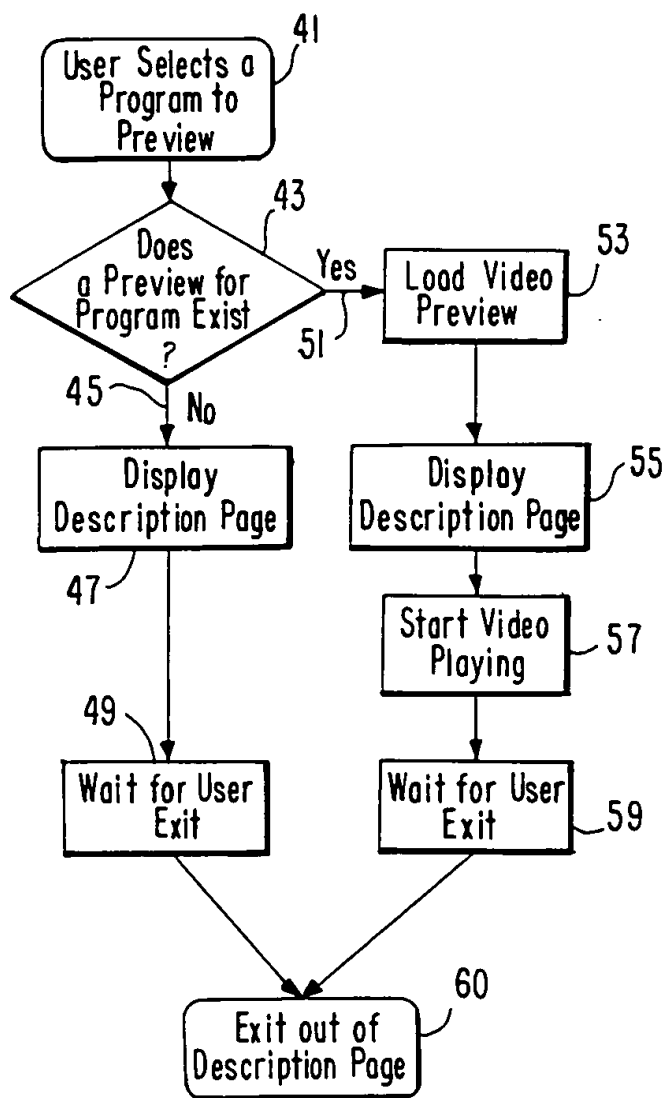 41
User Selects a
Program to
Preview
43
Does
a Preview for
Program Exist
?
Yes
51
Load Video
Preview
53
45
No
Display
Description Page
47
Display
Description Page
55
Start Video
Playing
57
49
Wait for User
Exit
Wait for User
Exit
59
60
Exit out of
Description Page